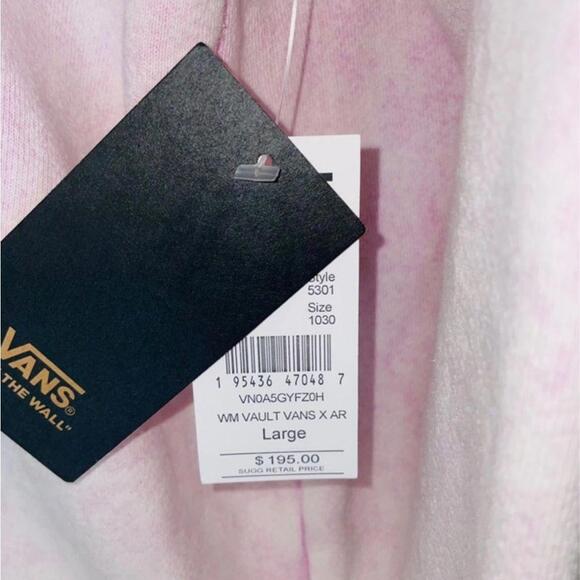 VANS®
THE WALL"
Style
5301
Size
1030
1 95436 47048 7
VN0A5GYFZ0H
WM VAULT VANS X AR
Large
$ 195.00
SUGG RETAIL PRICE